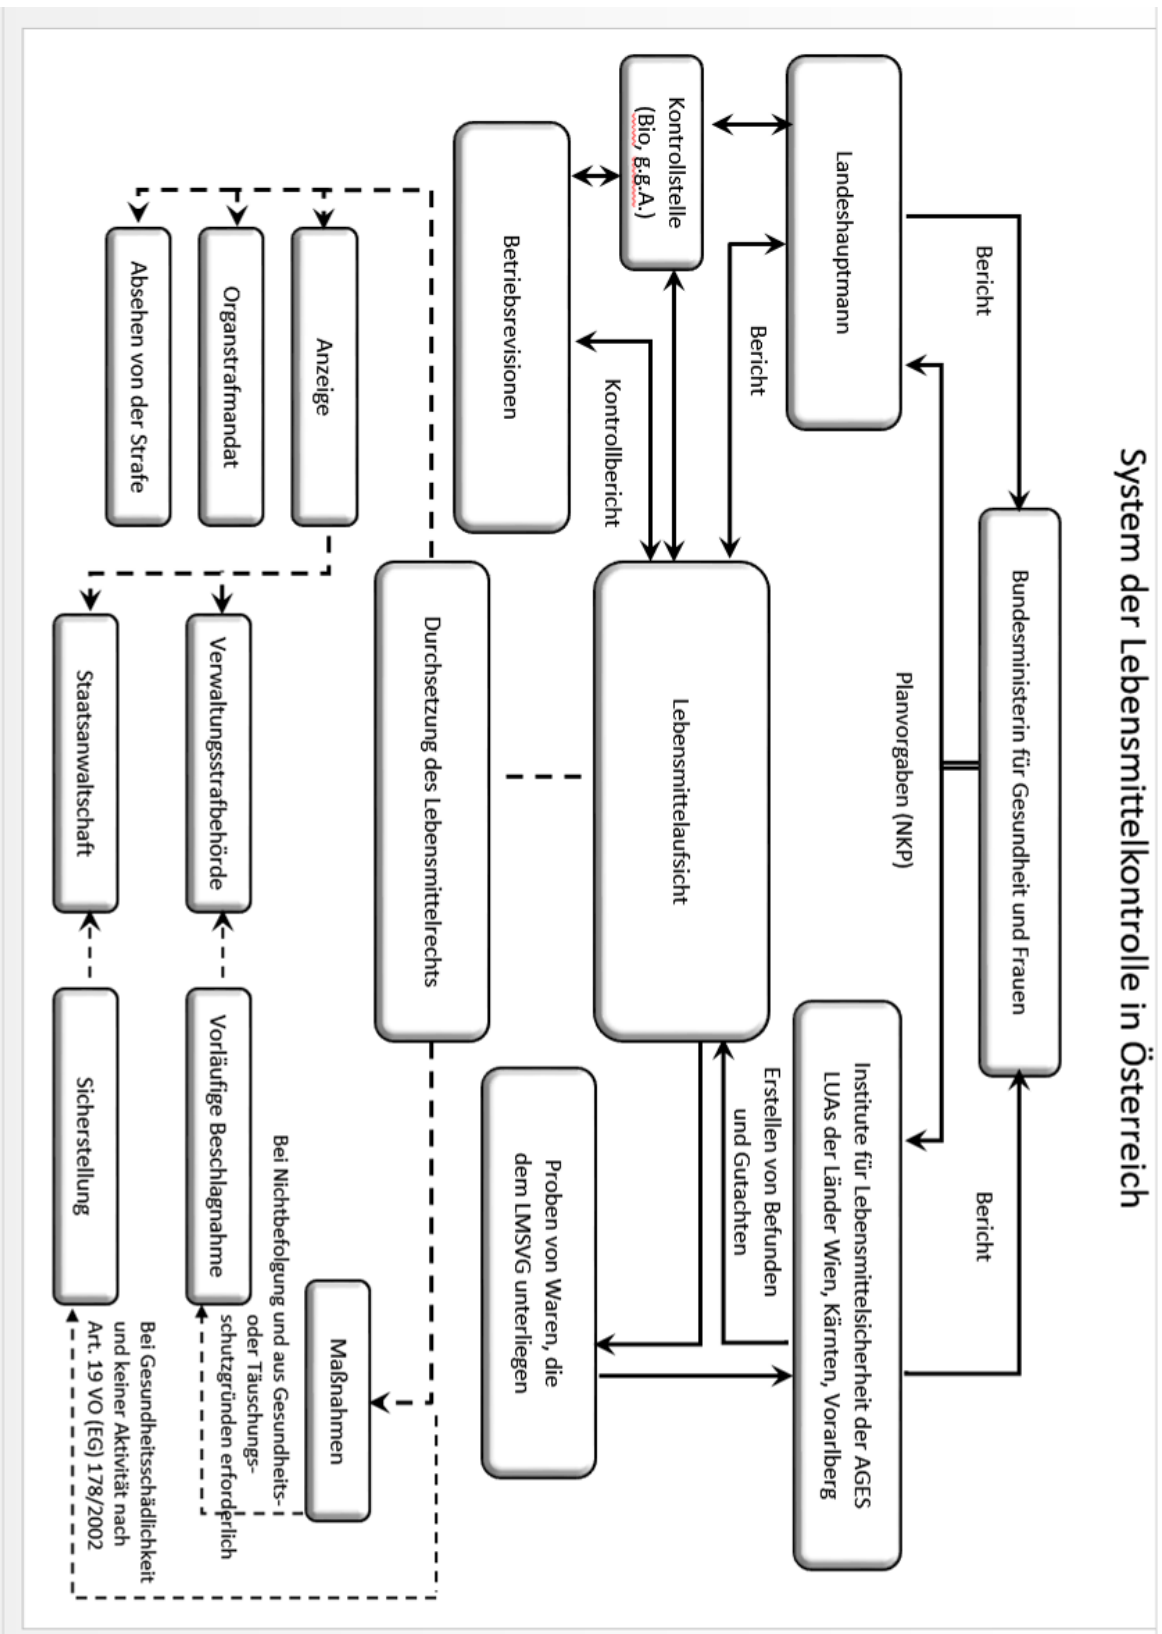 System der Lebensmittelkontrolle in Österreich
Bundesministerin für Gesundheit und Frauen
Bericht
Bericht
Planvorgaben (NKP)
Landeshauptmann
Institute für Lebensmittelsicherheit der AGES
LUAs der Länder Wien, Kärnten, Vorarlberg
Bericht
Erstellen von Befunden
und Gutachten
Kontrollstelle
(Bio, g.g.A.)
Lebensmittelaufsicht
Kontrollbericht
Betriebsrevisionen
Proben von Waren, die
dem LMSVG unterliegen
Durchsetzung des Lebensmittelrechts
Anzeige
Maßnahmen
Organstrafmandat
Verwaltungsstrafbehörde
Vorläufige Beschlagnahme
Bei Nichtbefolgung und aus Gesundheits-
oder Täuschungs-
schutzgründen erforderlich
Absehen von der Strafe
Staatsanwaltschaft
Sicherstellung
Bei Gesundheitsschädlichkeit
und keiner Aktivität nach
Art. 19 VO (EG) 178/2002